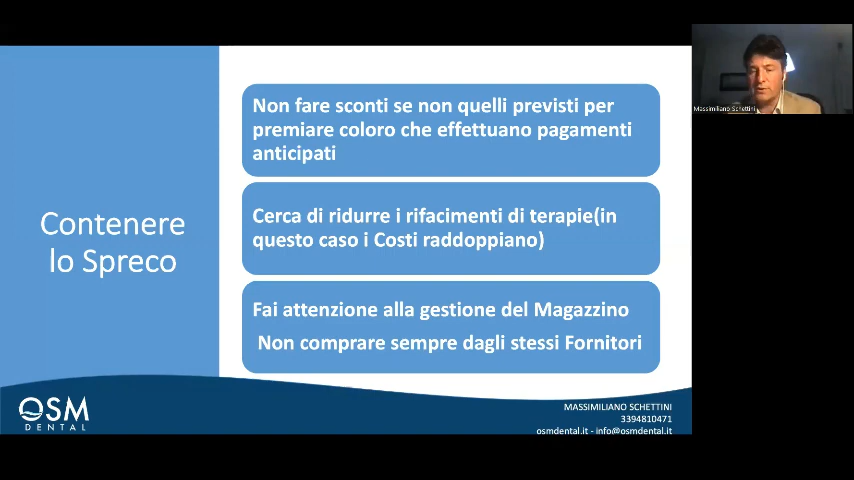 Massimiliano Schettini
Non fare sconti se non quelli previsti per
premiare coloro che effettuano pagamenti
anticipati
Contenere
lo Spreco
Cerca di ridurre i rifacimenti di terapie(in
questo caso i Costi raddoppiano)
Fai attenzione alla gestione del Magazzino
Non comprare sempre dagli stessi Fornitori
OSM
DENTAL
MASSIMILIANO SCHETTINI
3394810471
osmdental.it - info@osmdental.it